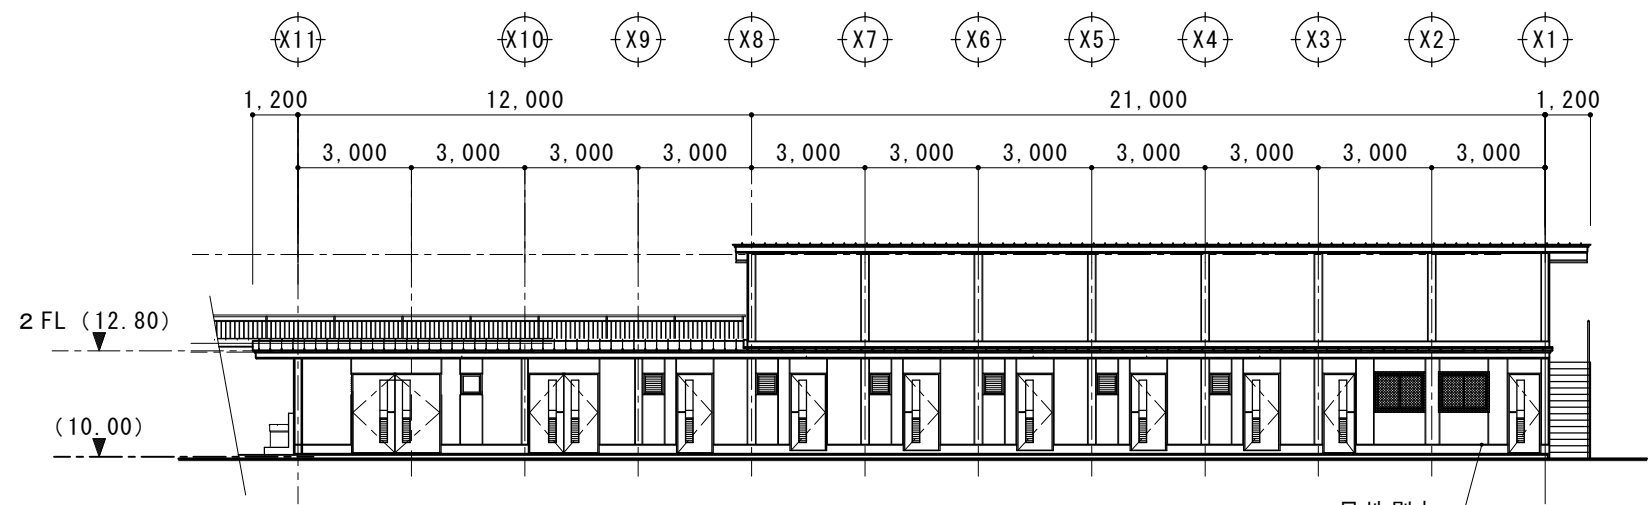 X11 X10 X9 X8 X7 X6 X5 X4 X3 X2 X1
1,200 12,000 21,000 1,200
3,000 3,000 3,000 3,000 3,000 3,000 3,000 3,000 3,000 3,000 3,000
2FL (12.80)
(10.00)